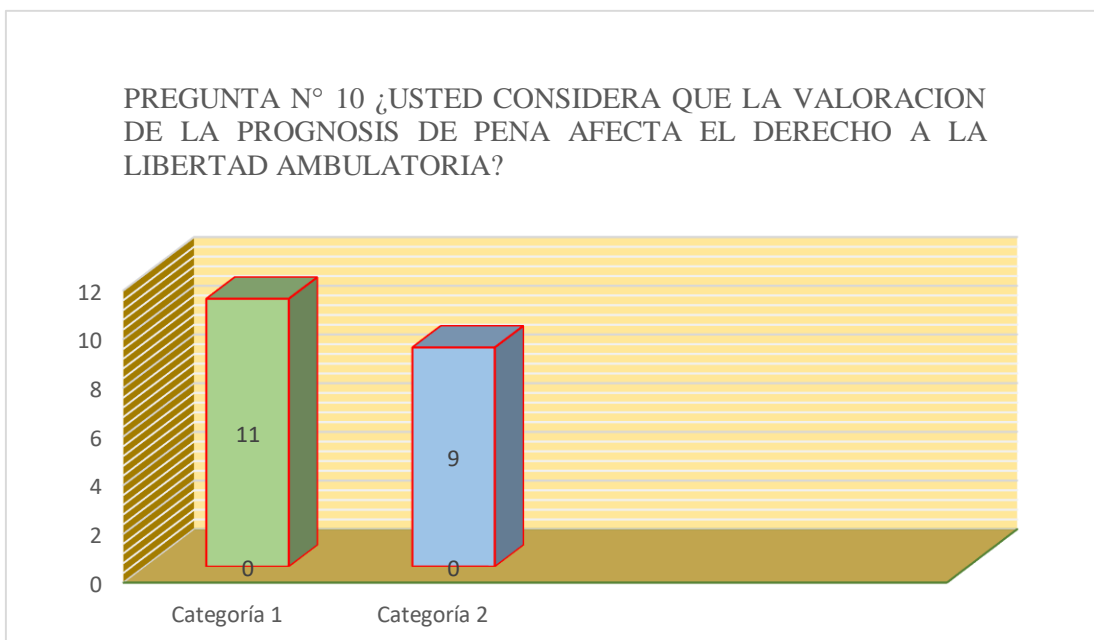 PREGUNTA N° 10 ¿USTED CONSIDERA QUE LA VALORACION
DE LA PROGNOSIS DE PENA AFECTA EL DERECHO A LA
LIBERTAD AMBULATORIA?
12
10
8
6
4
2
0
11
9
0
0
Categoría 1
Categoría 2